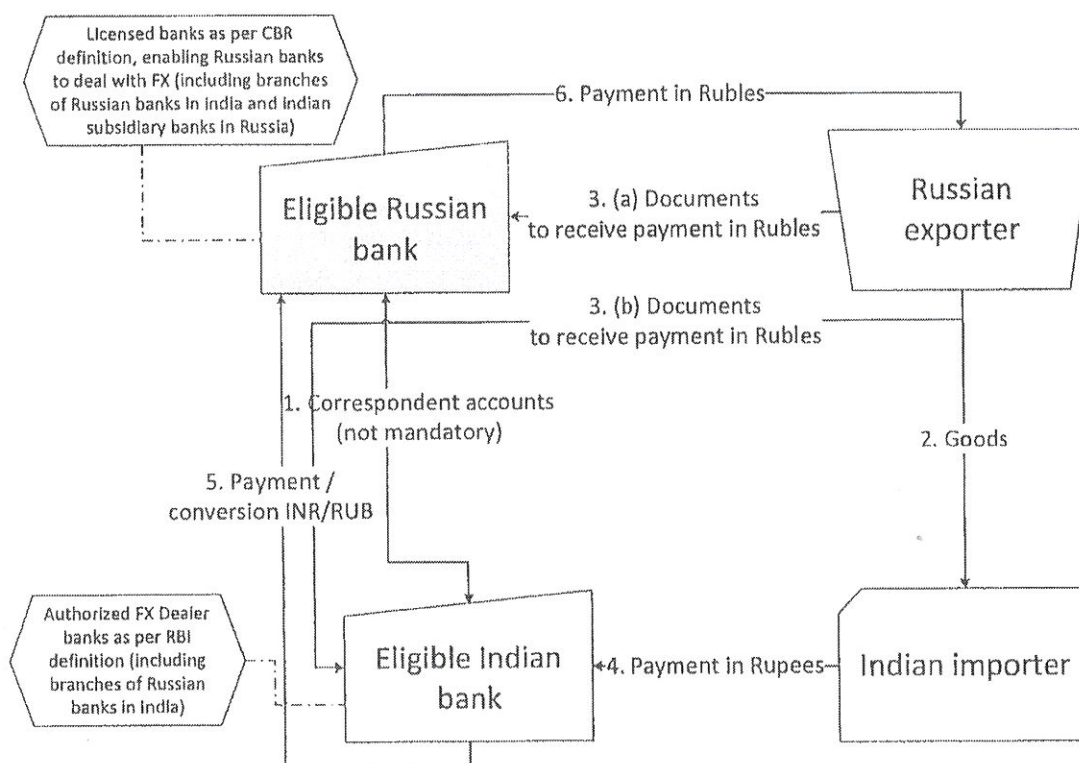 Licensed banks as per CBR
definition, enabling Russian banks
to deal with FX (including branches
of Russian banks in India and Indian
subsidiary banks in Russia)
6. Payment in Rubles
Eligible Russian
bank
3. (a) Documents
to receive payment in Rubles
Russian
exporter
3. (b) Documents
to receive payment in Rubles
1. Correspondent accounts
(not mandatory)
2. Goods
5. Payment /
conversion INR/RUB
Authorized FX Dealer
banks as per RBI
definition (including
branches of Russian
banks in India)
Eligible Indian
bank
4. Payment in Rupees
Indian importer